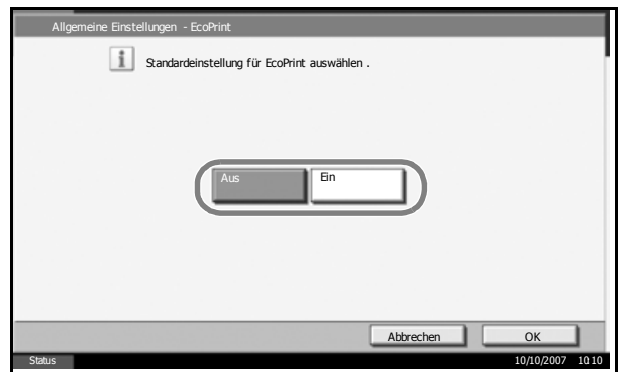 Allgemeine Einstellungen - EcoPrint
Standardeinstellung für EcoPrint auswählen .
Aus Ein
Abbrechen OK
Status 10/10/2007 10:10